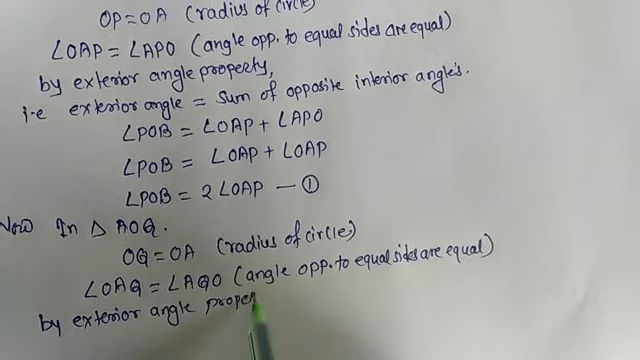 OP = OA (radius of circle)
∠OAP = ∠APO (angle opp. to equal sides are equal)
by exterior angle property,
i.e exterior angle = sum of opposite interior angle's.
∠POB = ∠OAP + ∠APO
∠POB = ∠OAP + ∠OAP
∠POB = 2∠OAP — ①
Now In △ AOQ.
OQ = OA (radius of circle)
∠OAQ = ∠AQO (angle opp. to equal sides are equal)
by exterior angle proper